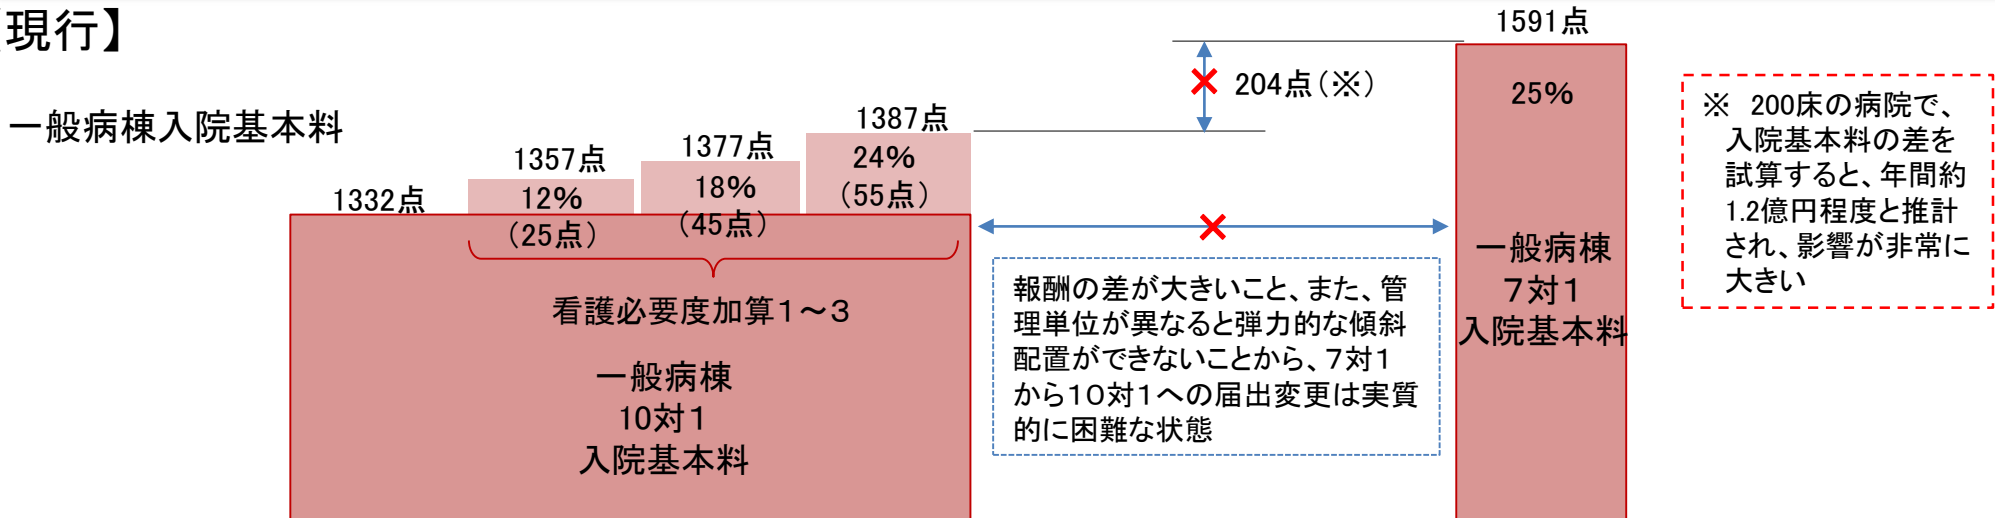 【現行】
一般病棟入院基本料
1332点
1357点
12%
(25点)
1377点
18%
(45点)
1387点
24%
(55点)
看護必要度加算1～3
一般病棟
10対1
入院基本料
204点(※)
報酬の差が大きいこと、また、管
理単位が異なると弾力的な傾斜
配置ができないことから、7対1
から10対1への届出変更は実質
的に困難な状態
1591点
25%
一般病棟
7対1
入院基本料
※ 200床の病院で、
入院基本料の差を
試算すると、年間約
1.2億円程度と推計
され、影響が非常に
大きい